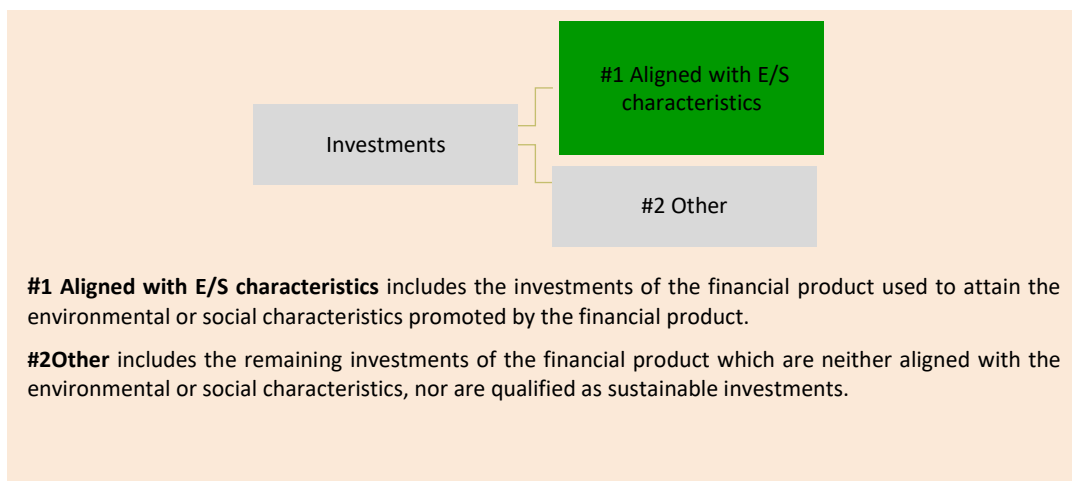 #1 Aligned with E/S
characteristics
Investments
#2 Other
#1 Aligned with E/S characteristics includes the investments of the financial product used to attain the
environmental or social characteristics promoted by the financial product.
#2Other includes the remaining investments of the financial product which are neither aligned with the
environmental or social characteristics, nor are qualified as sustainable investments.